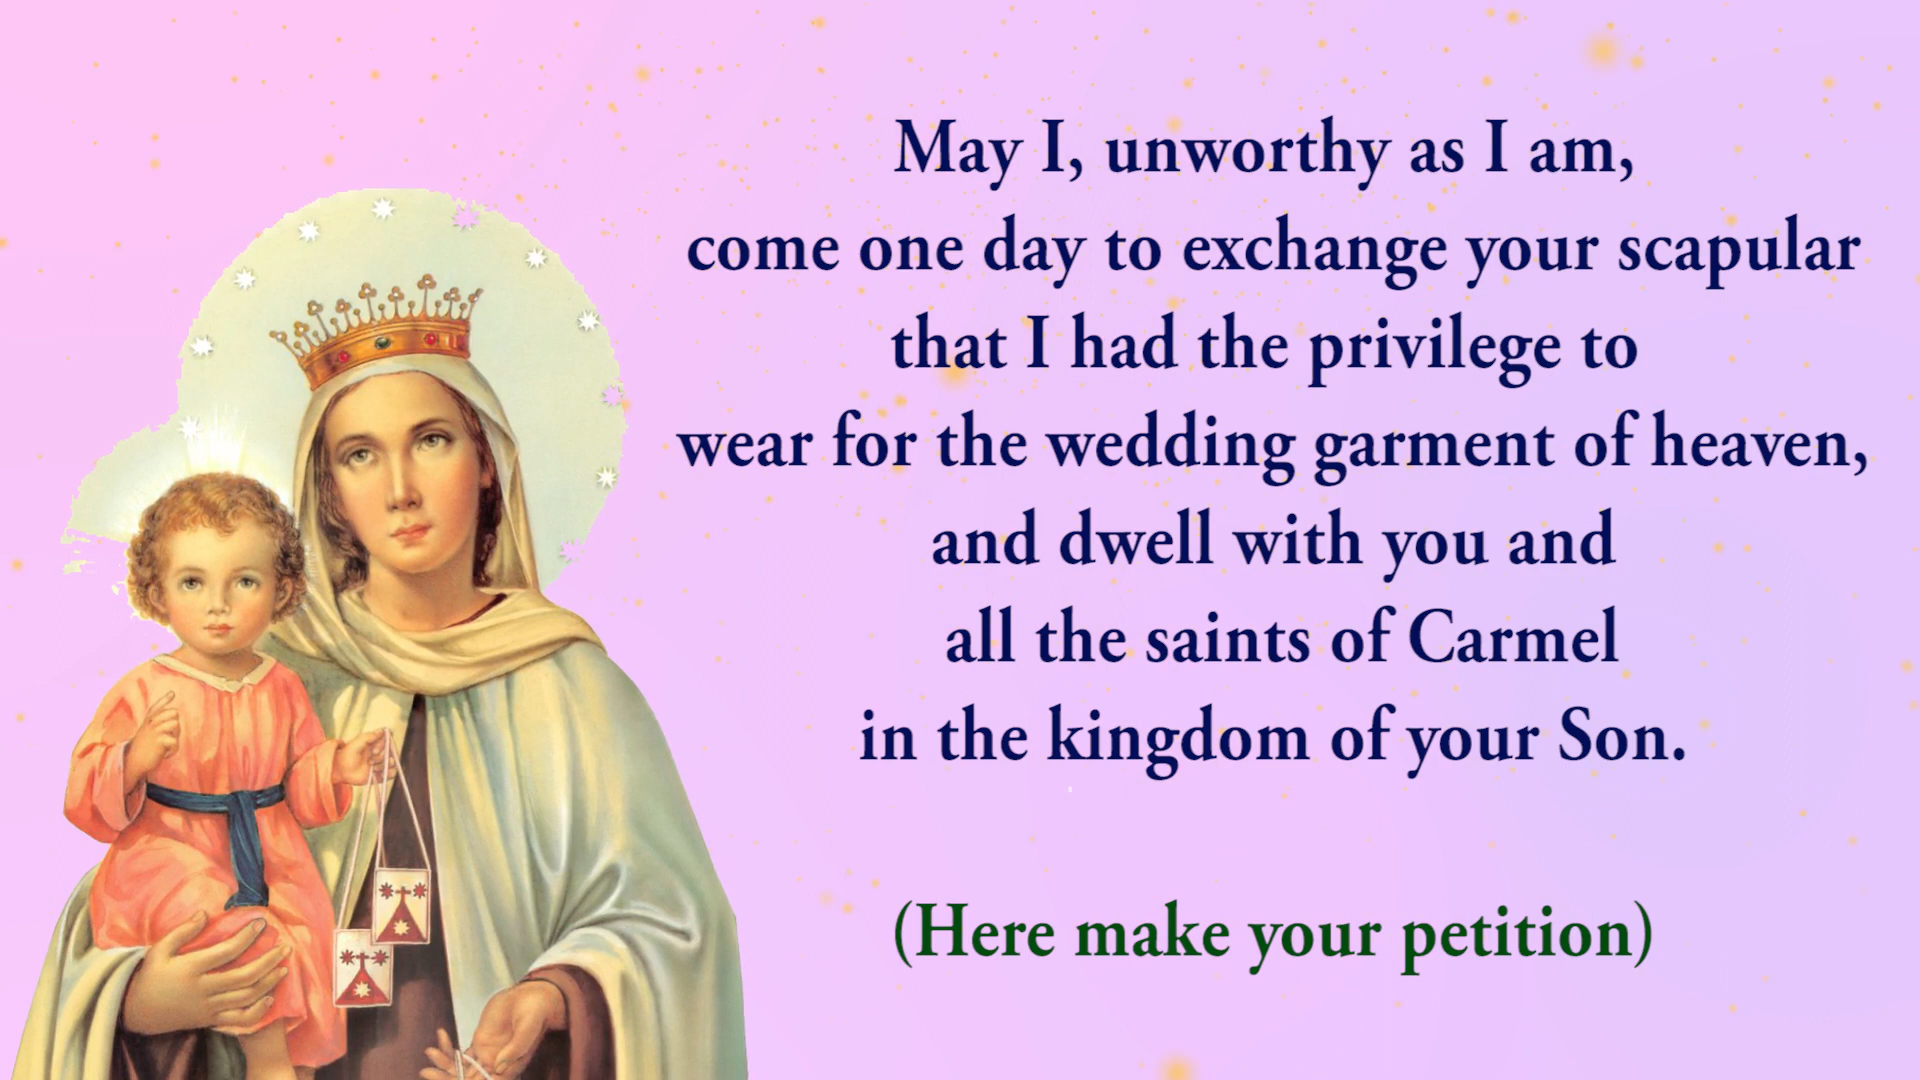 May I, unworthy as I am,
come one day to exchange your scapular
that I had the privilege to
wear for the wedding garment of heaven,
and dwell with you and
all the saints of Carmel
in the kingdom of your Son.
(Here make your petition)